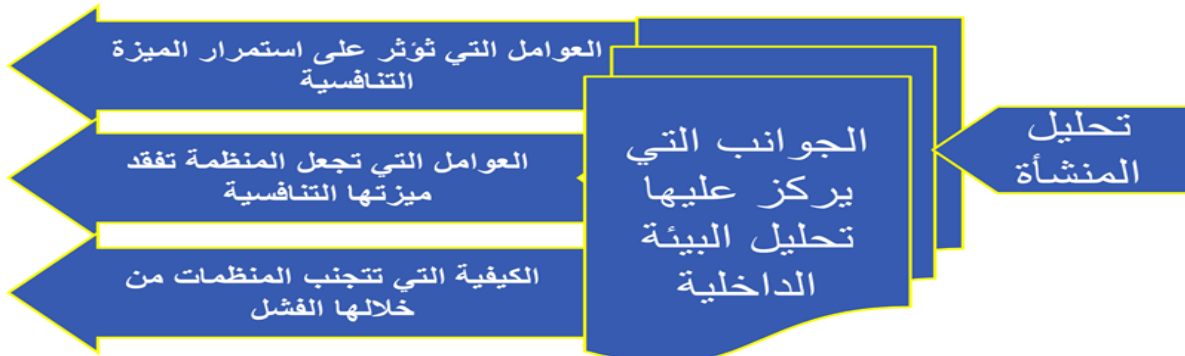 تحليل
المنشأة
الجوانب التي
يركز عليها
تحليل البيئة
الداخلية
العوامل التي ثؤثر على استمرار الميزة
التنافسية
العوامل التي تجعل المنظمة تفقد
ميزتها التنافسية
الكيفية التي تتجنب المنظمات من
خلالها الفشل